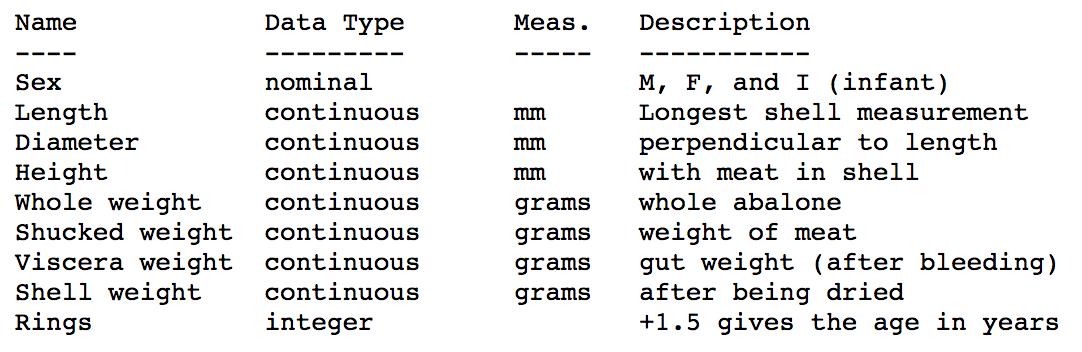 Name Data Type Meas. Description
---- --------- ----- -----------
Sex nominal M, F, and I (infant)
Length continuous mm Longest shell measurement
Diameter continuous mm perpendicular to length
Height continuous mm with meat in shell
Whole weight continuous grams whole abalone
Shucked weight continuous grams weight of meat
Viscera weight continuous grams gut weight (after bleeding)
Shell weight continuous grams after being dried
Rings integer +1.5 gives the age in years